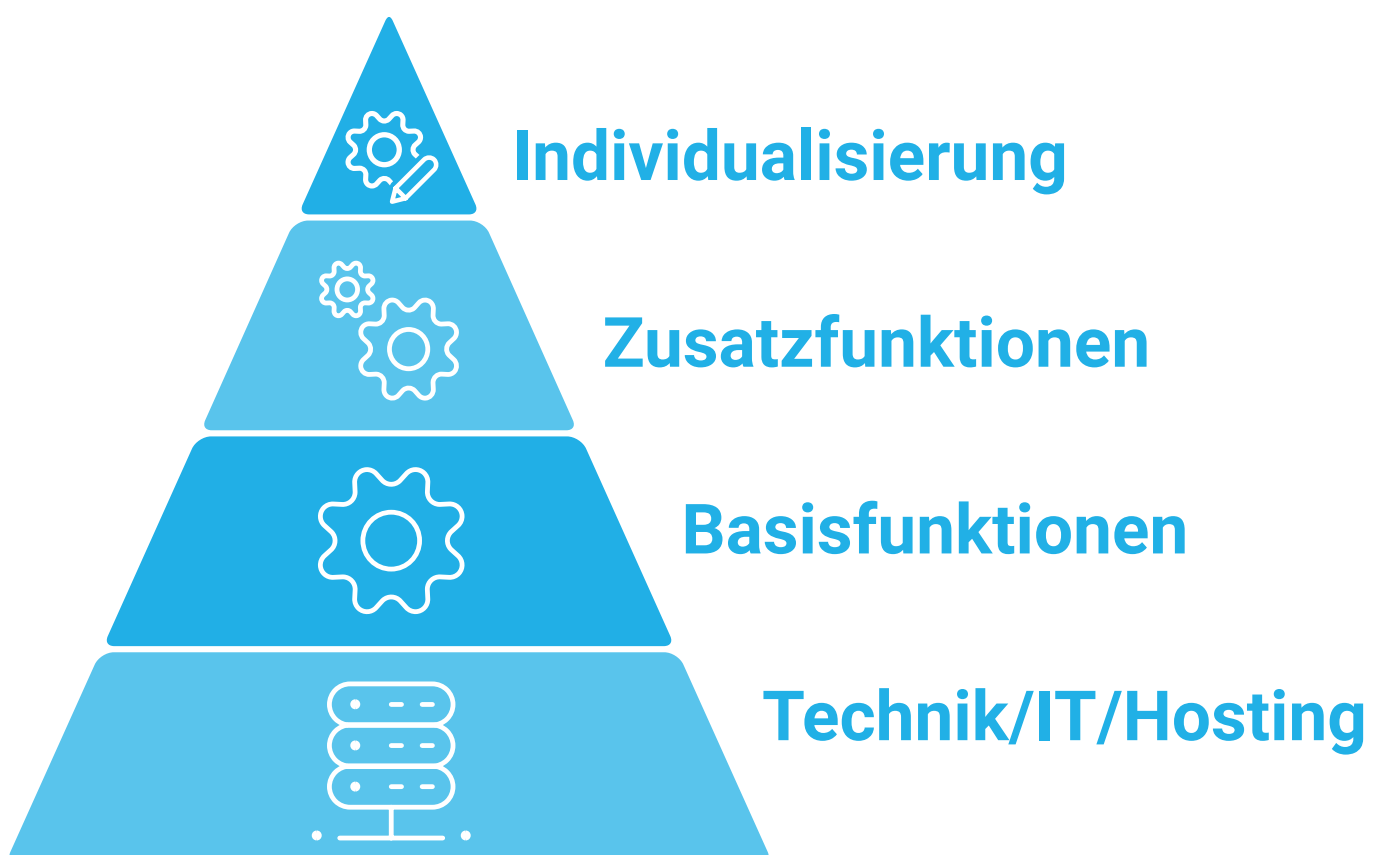 Individualisierung
Zusatzfunktionen
Basisfunktionen
Technik/IT/Hosting